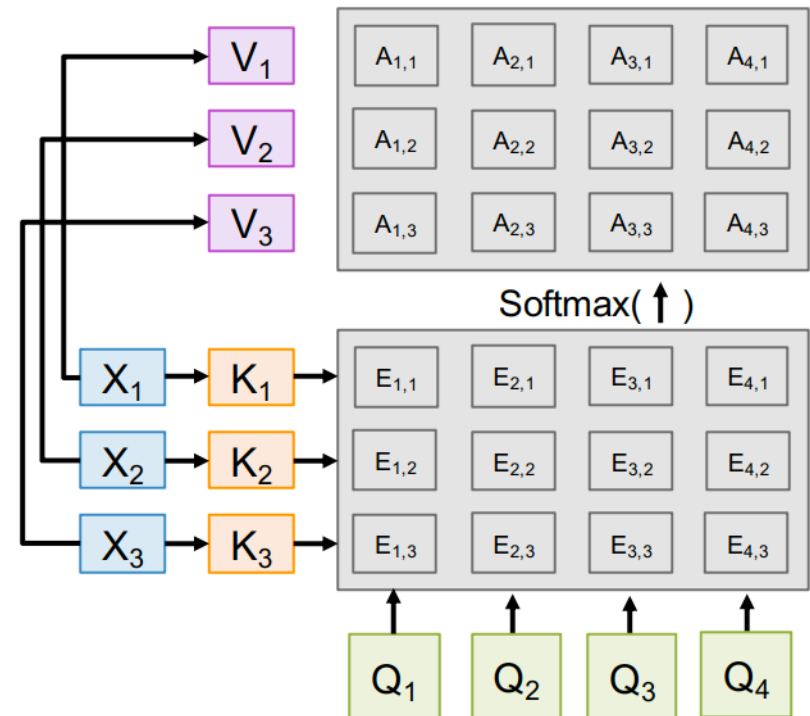 V₁ A₁,₁ A₂,₁ A₃,₁ A₄,₁
V₂ A₁,₂ A₂,₂ A₃,₂ A₄,₂
V₃ A₁,₃ A₂,₃ A₃,₃ A₄,₃
Softmax(↑)
X₁ K₁ E₁,₁ E₂,₁ E₃,₁ E₄,₁
X₂ K₂ E₁,₂ E₂,₂ E₃,₂ E₄,₂
X₃ K₃ E₁,₃ E₂,₃ E₃,₃ E₄,₃
Q₁ Q₂ Q₃ Q₄